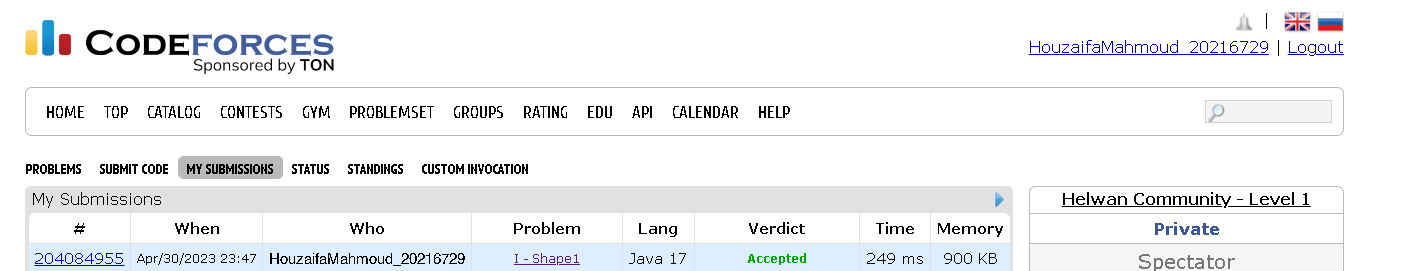 CODEFORCES
Sponsored by TON
|
HouzaifaMahmoud_20216729 | Logout
HOME TOP CATALOG CONTESTS GYM PROBLEMSET GROUPS RATING EDU API CALENDAR HELP
PROBLEMS SUBMIT CODE MY SUBMISSIONS STATUS STANDINGS CUSTOM INVOCATION
My Submissions
# When Who Problem Lang Verdict Time Memory
204084955 Apr/30/2023 23:47 HouzaifaMahmoud_20216729 I - Shape1 Java 17 Accepted 249 ms 900 KB
Helwan Community - Level 1
Private
Spectator